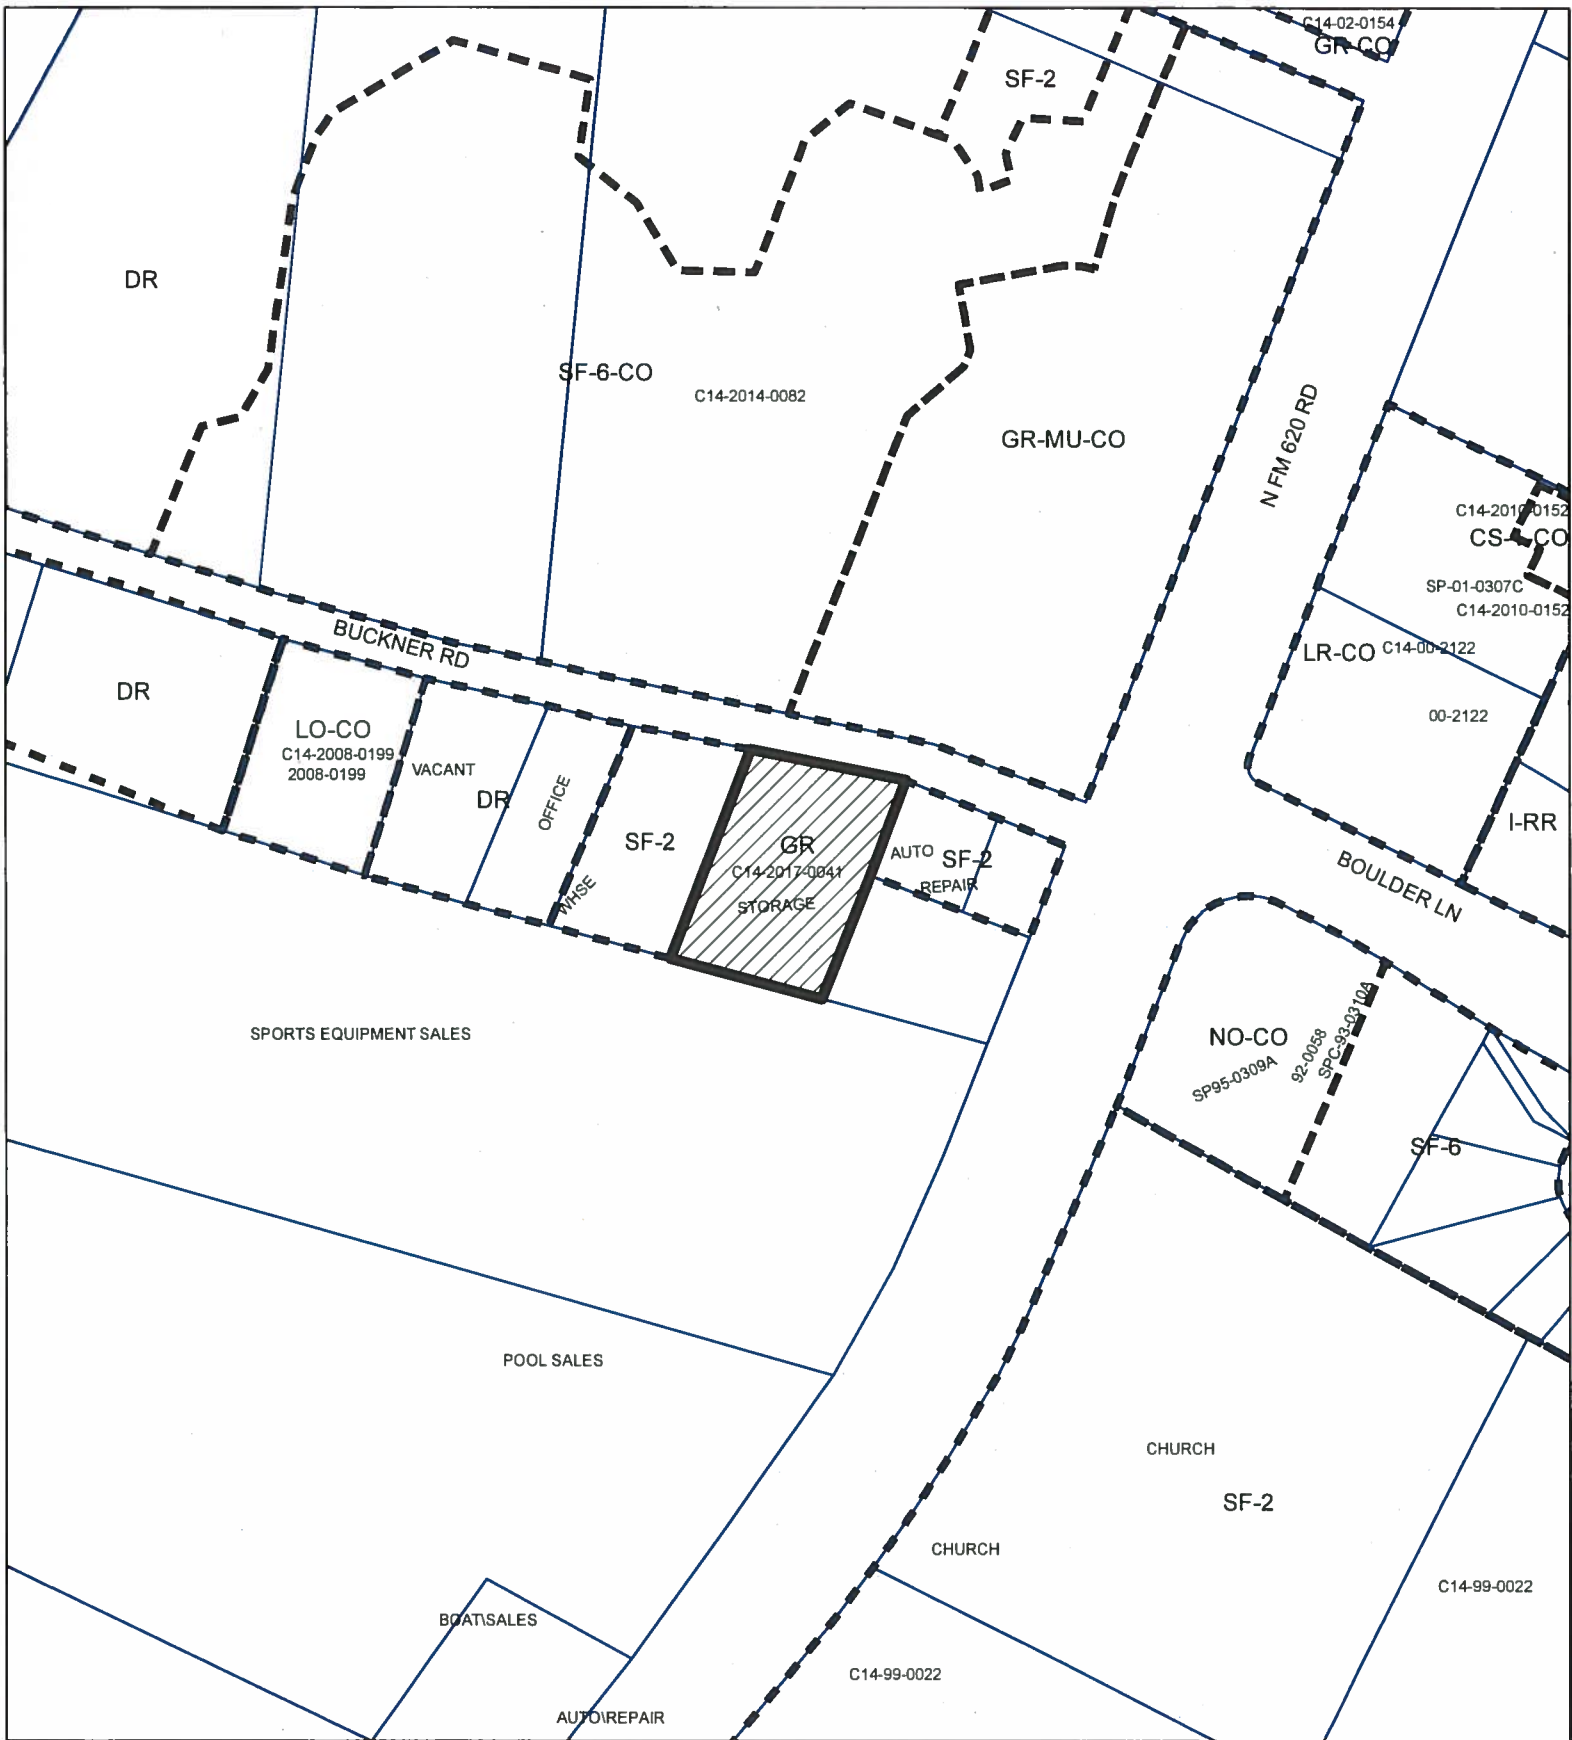 C14-02-0154
GR-CO
SF-2
DR
SF-6-CO
C14-2014-0082
GR-MU-CO
N FM 620 RD
C14-2010-0152
CO
SP-01-0307C
C14-2010-0152
LR-CO
C14-00-2122
00-2122
BUCKNER RD
DR
LO-CO
C14-2008-0199
2008-0199
VACANT
DR
OFFICE
WHSE
SF-2
GR
C14-2017-0041
STORAGE
AUTO
REPAIR
SF-2
I-RR
BOULDER LN
NO-CO
SP95-0309A
92-0058
SPC-93-0310A
SF-6
SPORTS EQUIPMENT SALES
POOL SALES
CHURCH
SF-2
CHURCH
C14-99-0022
BOAT\SALES
C14-99-0022
AUTO\REPAIR